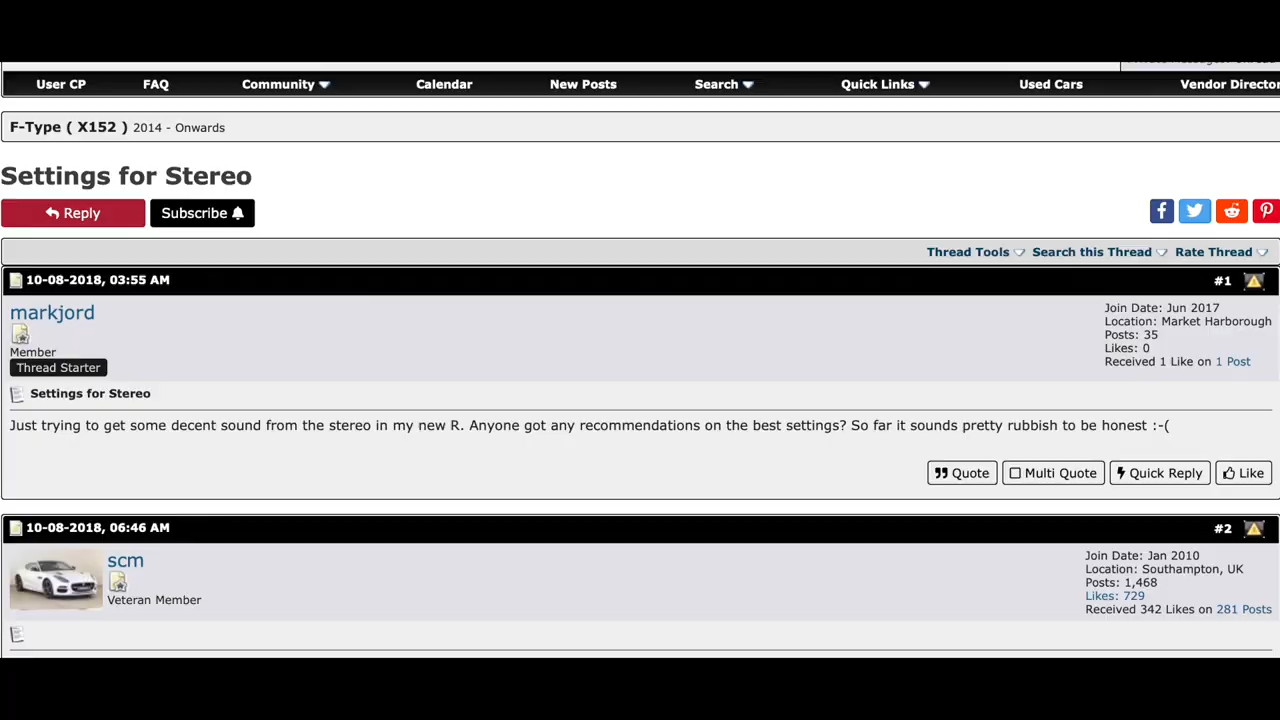 User CP FAQ Community Calendar New Posts Search Quick Links Used Cars Vendor Directo
F-Type ( X152 ) 2014 - Onwards
Settings for Stereo
Reply Subscribe
Thread Tools Search this Thread Rate Thread
10-08-2018, 03:55 AM #1
markjord
Member
Thread Starter
Join Date: Jun 2017
Location: Market Harborough
Posts: 35
Likes: 0
Received 1 Like on 1 Post
Settings for Stereo
Just trying to get some decent sound from the stereo in my new R. Anyone got any recommendations on the best settings? So far it sounds pretty rubbish to be honest :-(
Quote Multi Quote Quick Reply Like
10-08-2018, 06:46 AM #2
scm
Veteran Member
Join Date: Jan 2010
Location: Southampton, UK
Posts: 1,468
Likes: 729
Received 342 Likes on 281 Posts